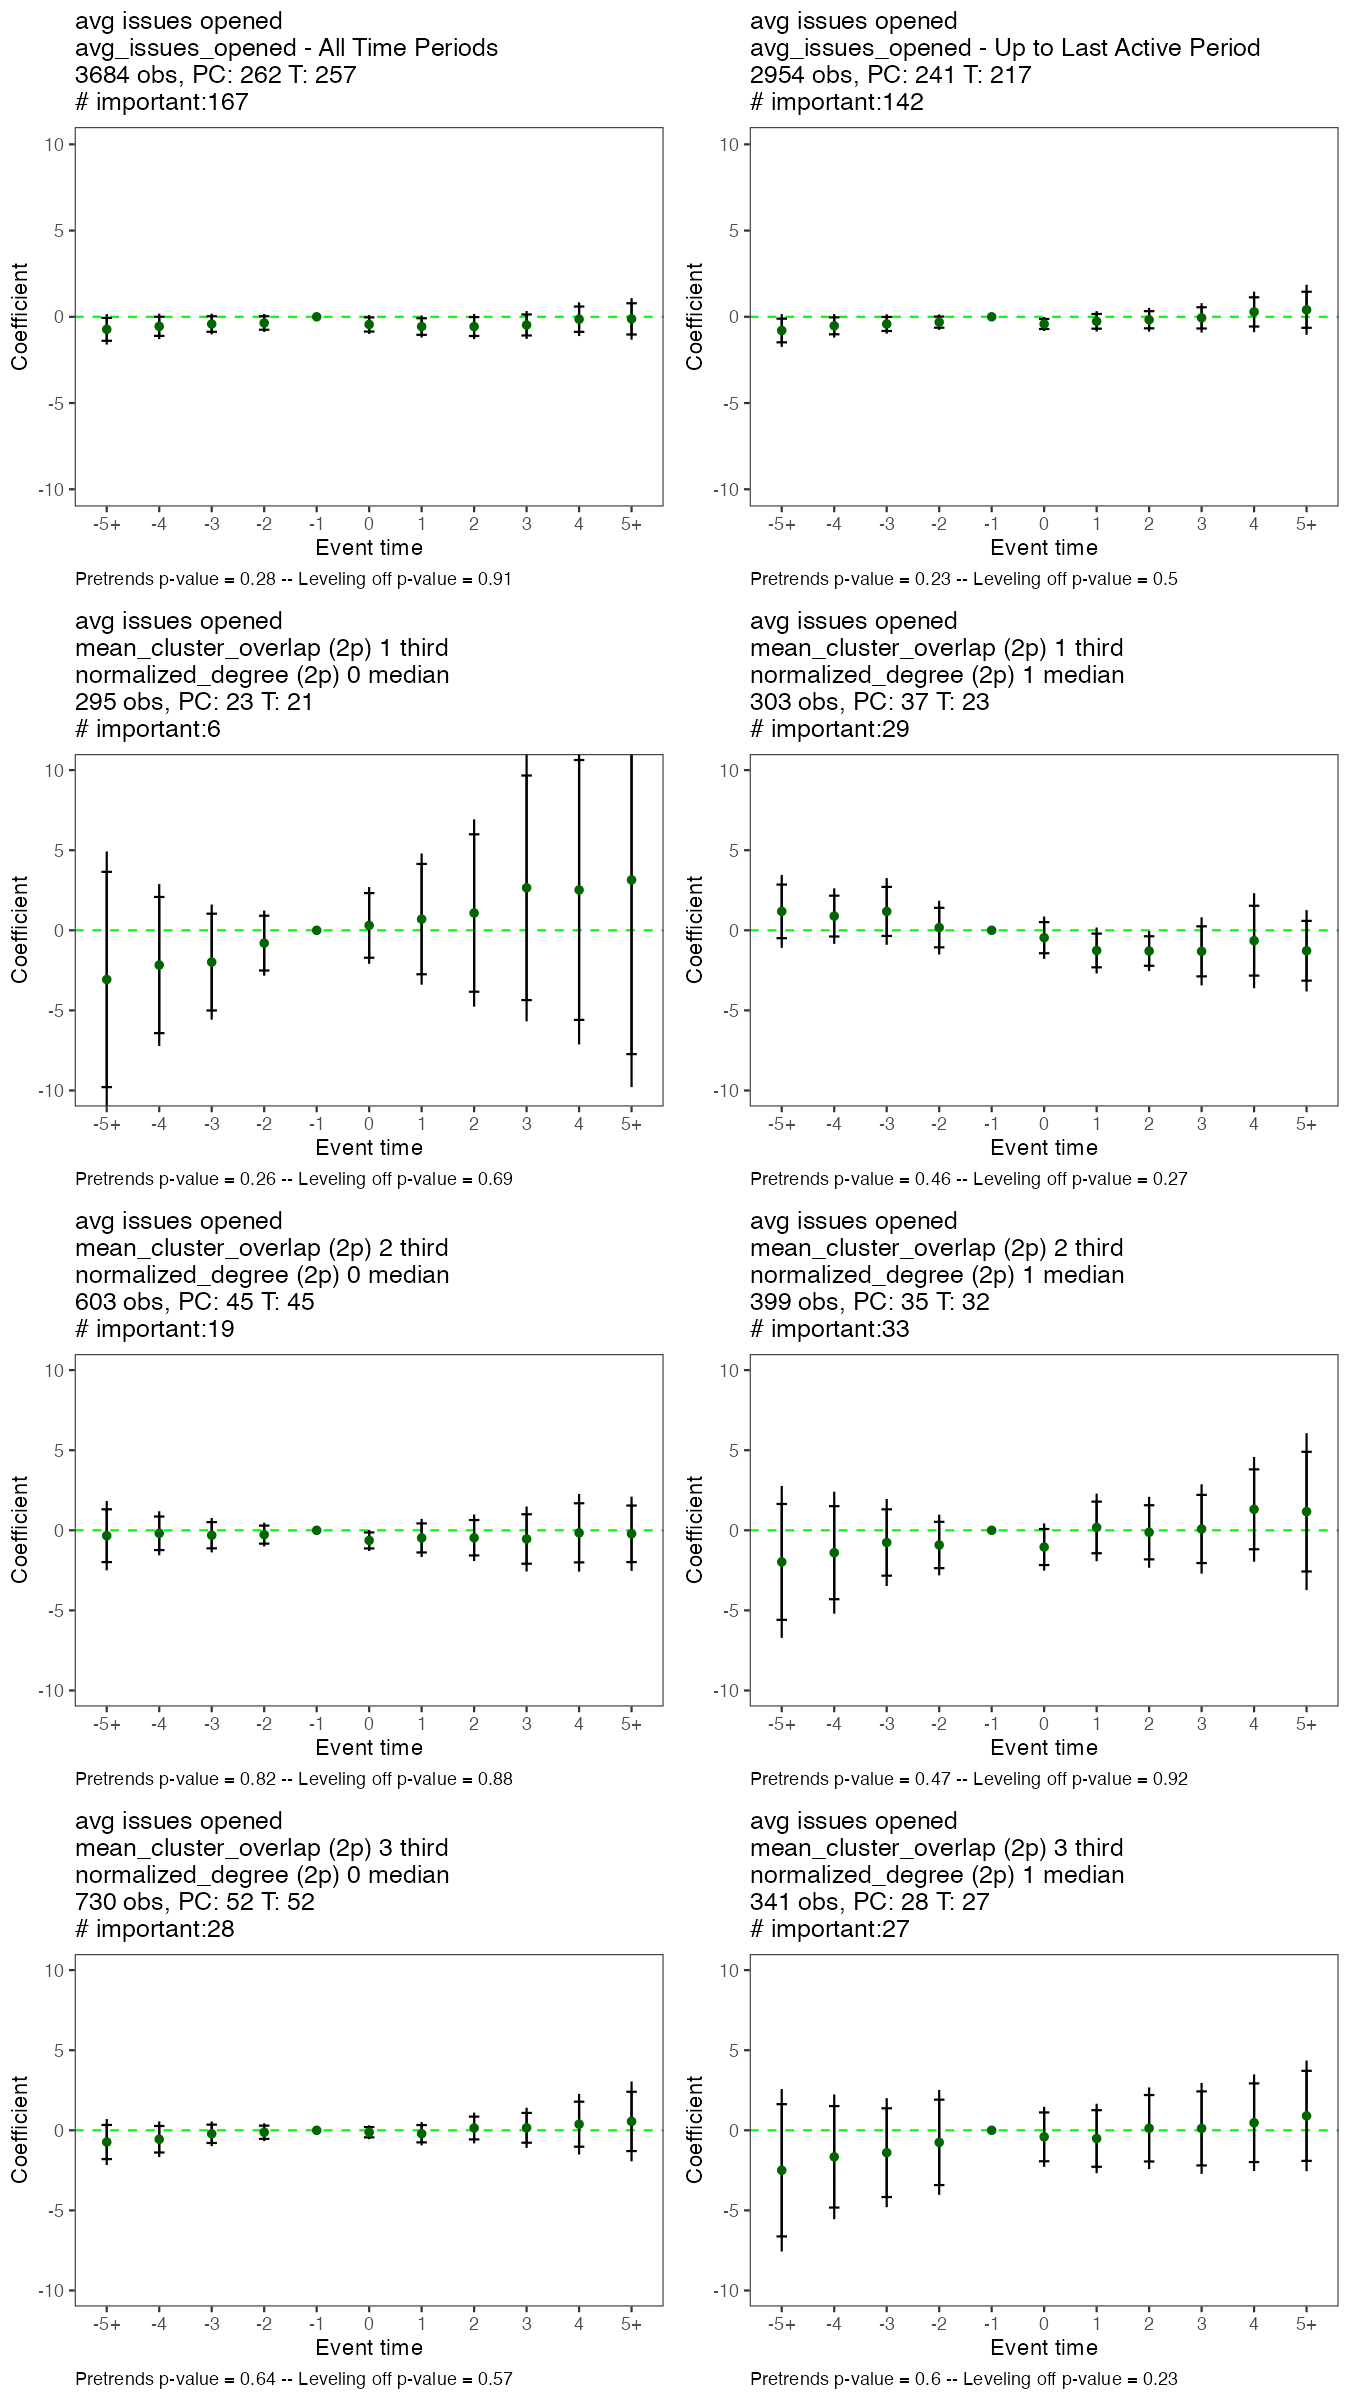 avg issues opened
avg_issues_opened - All Time Periods
3684 obs, PC: 262 T: 257
# important:167
10
5
0
-5
-10
Coefficient
-5+ -4 -3 -2 -1 0 1 2 3 4 5+
Event time
Pretrends p-value = 0.28 -- Leveling off p-value = 0.91
avg issues opened
avg_issues_opened - Up to Last Active Period
2954 obs, PC: 241 T: 217
# important:142
10
5
0
-5
-10
Coefficient
-5+ -4 -3 -2 -1 0 1 2 3 4 5+
Event time
Pretrends p-value = 0.23 -- Leveling off p-value = 0.5
avg issues opened
mean_cluster_overlap (2p) 1 third
normalized_degree (2p) 0 median
295 obs, PC: 23 T: 21
# important:6
10
5
0
-5
-10
Coefficient
-5+ -4 -3 -2 -1 0 1 2 3 4 5+
Event time
Pretrends p-value = 0.26 -- Leveling off p-value = 0.69
avg issues opened
mean_cluster_overlap (2p) 1 third
normalized_degree (2p) 1 median
303 obs, PC: 37 T: 23
# important:29
10
5
0
-5
-10
Coefficient
-5+ -4 -3 -2 -1 0 1 2 3 4 5+
Event time
Pretrends p-value = 0.46 -- Leveling off p-value = 0.27
avg issues opened
mean_cluster_overlap (2p) 2 third
normalized_degree (2p) 0 median
603 obs, PC: 45 T: 45
# important:19
10
5
0
-5
-10
Coefficient
-5+ -4 -3 -2 -1 0 1 2 3 4 5+
Event time
Pretrends p-value = 0.82 -- Leveling off p-value = 0.88
avg issues opened
mean_cluster_overlap (2p) 2 third
normalized_degree (2p) 1 median
399 obs, PC: 35 T: 32
# important:33
10
5
0
-5
-10
Coefficient
-5+ -4 -3 -2 -1 0 1 2 3 4 5+
Event time
Pretrends p-value = 0.47 -- Leveling off p-value = 0.92
avg issues opened
mean_cluster_overlap (2p) 3 third
normalized_degree (2p) 0 median
730 obs, PC: 52 T: 52
# important:28
10
5
0
-5
-10
Coefficient
-5+ -4 -3 -2 -1 0 1 2 3 4 5+
Event time
Pretrends p-value = 0.64 -- Leveling off p-value = 0.57
avg issues opened
mean_cluster_overlap (2p) 3 third
normalized_degree (2p) 1 median
341 obs, PC: 28 T: 27
# important:27
10
5
0
-5
-10
Coefficient
-5+ -4 -3 -2 -1 0 1 2 3 4 5+
Event time
Pretrends p-value = 0.6 -- Leveling off p-value = 0.23